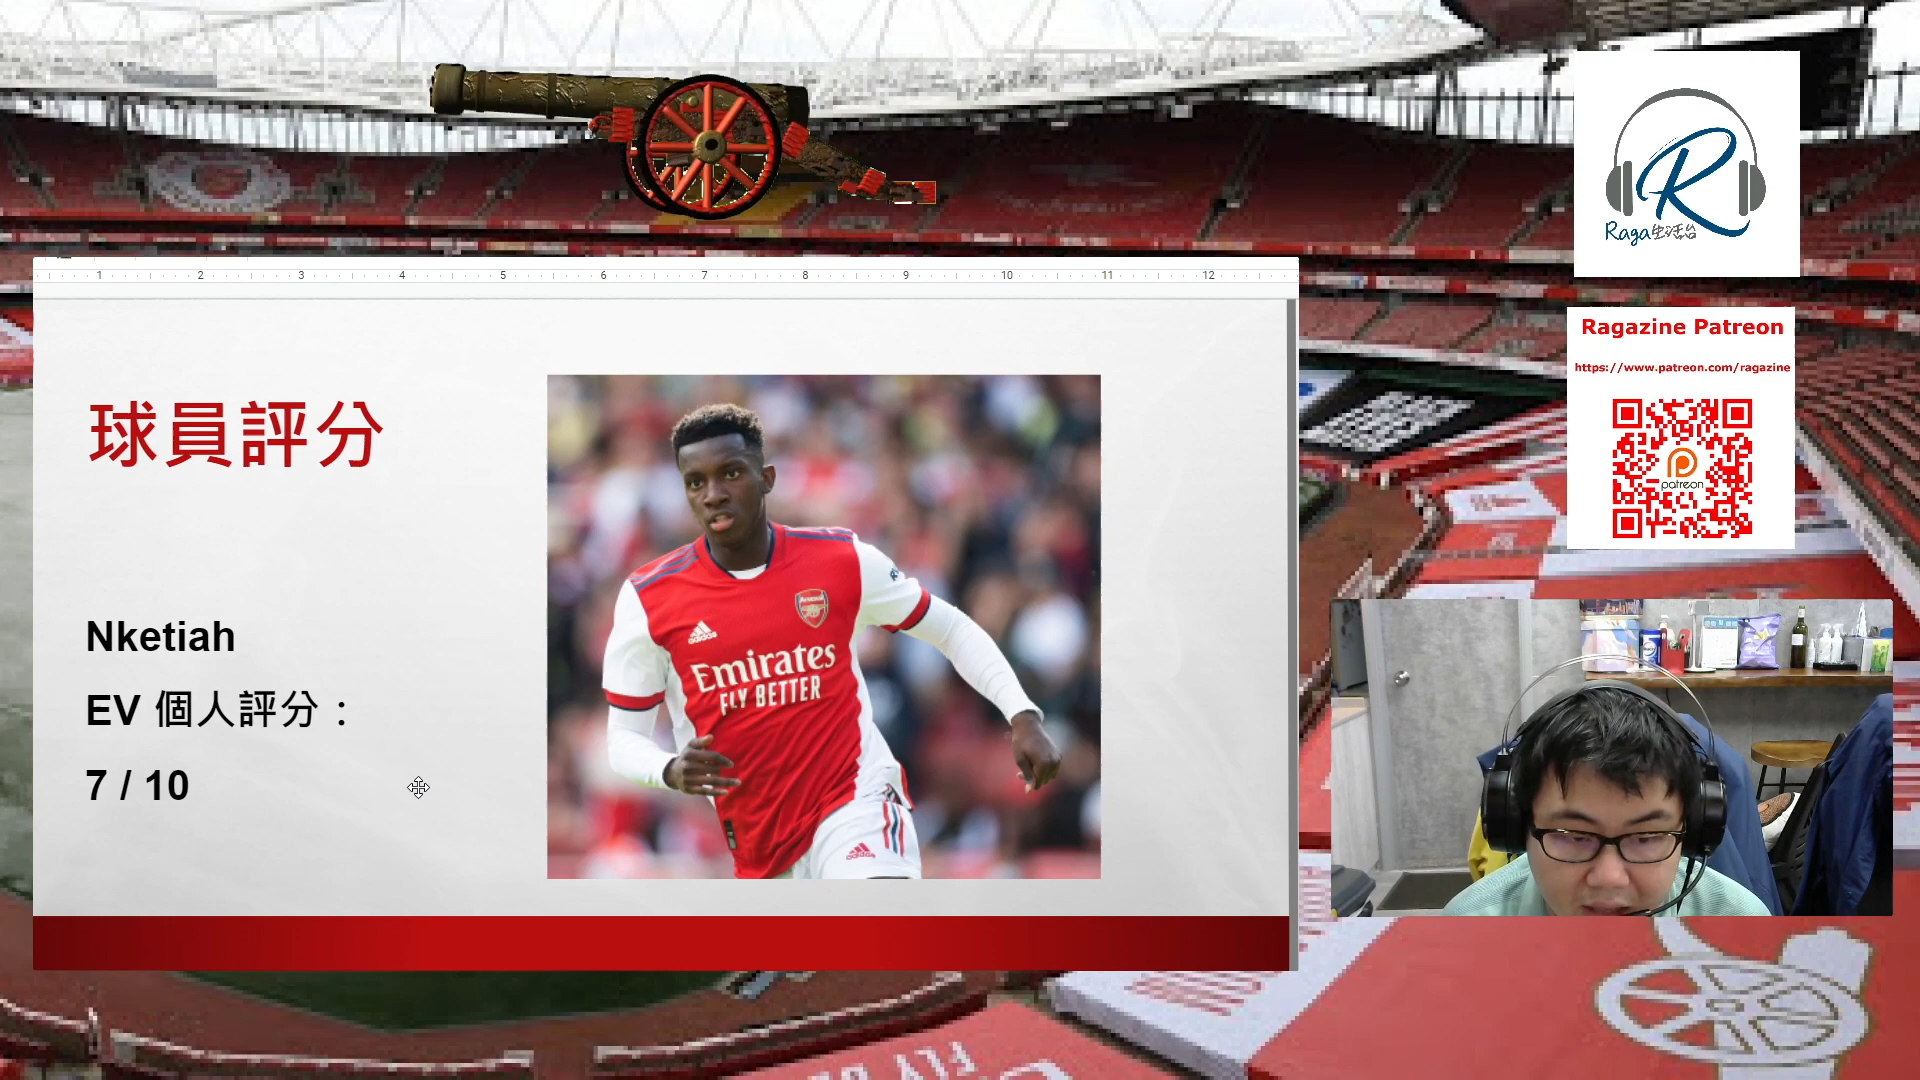 Raga生活台
Ragazine Patreon
https://www.patreon.com/ragazine
patreon
1 2 3 4 5 6 7 8 9 10 11 12
球員評分
Nketiah
EV 個人評分：
7 / 10
Arsenal
adidas
Emirates
FLY BETTER
adidas